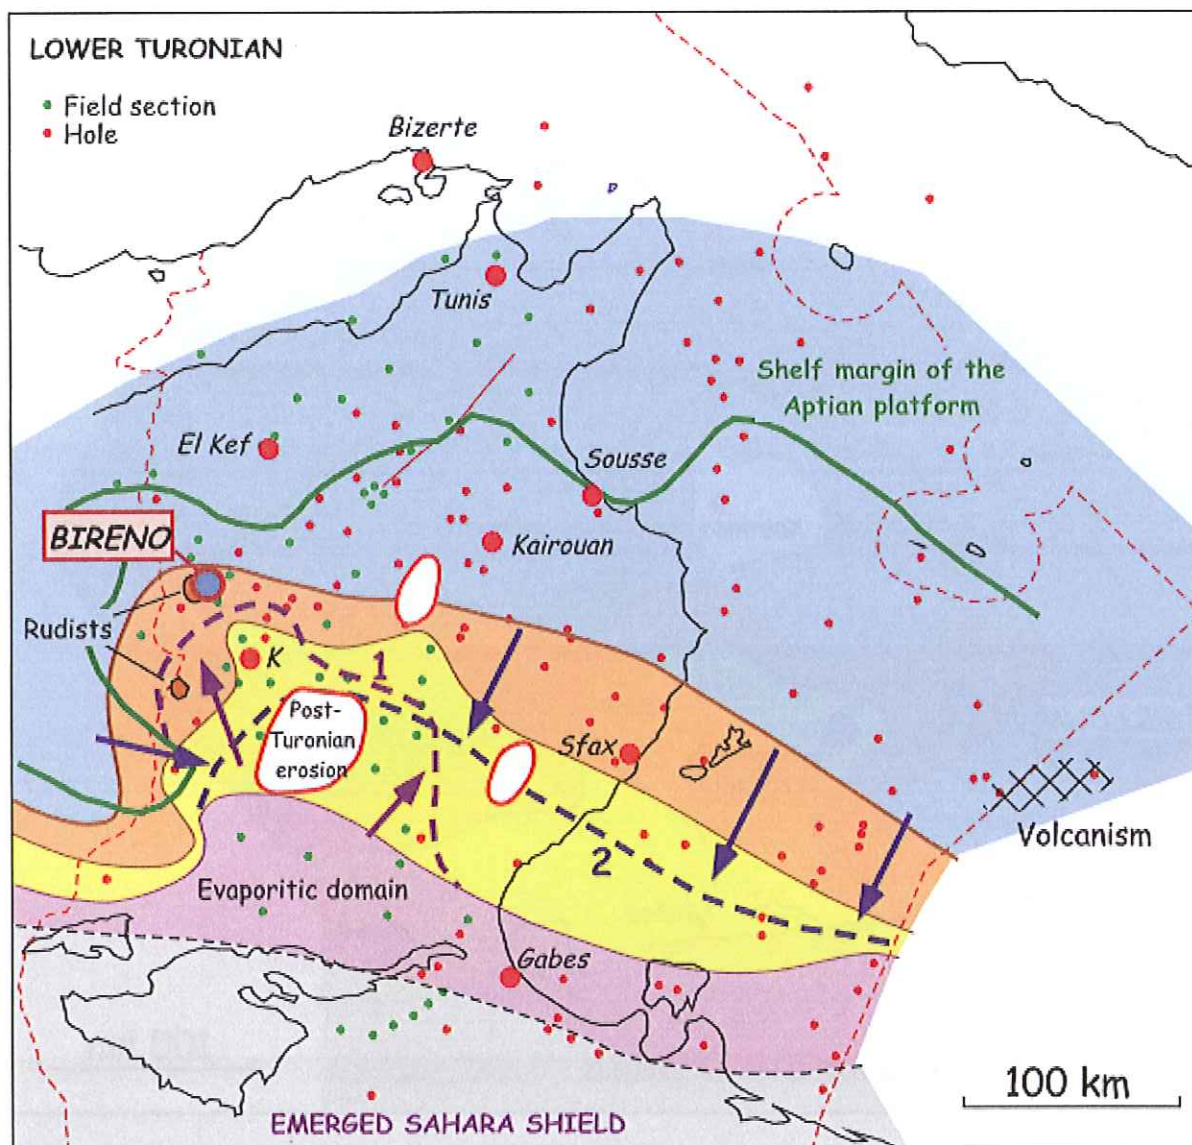 LOWER TURONIAN
Field section
Hole
Bizerte
Tunis
Shelf margin of the
Aptian platform
El Kef
Sousse
BIRENO
Kairouan
Rudists
K
1
Post-
Turonian
erosion
Sfax
Volcanism
2
Evaporitic domain
Gabes
100 km
EMERGED SAHARA SHIELD